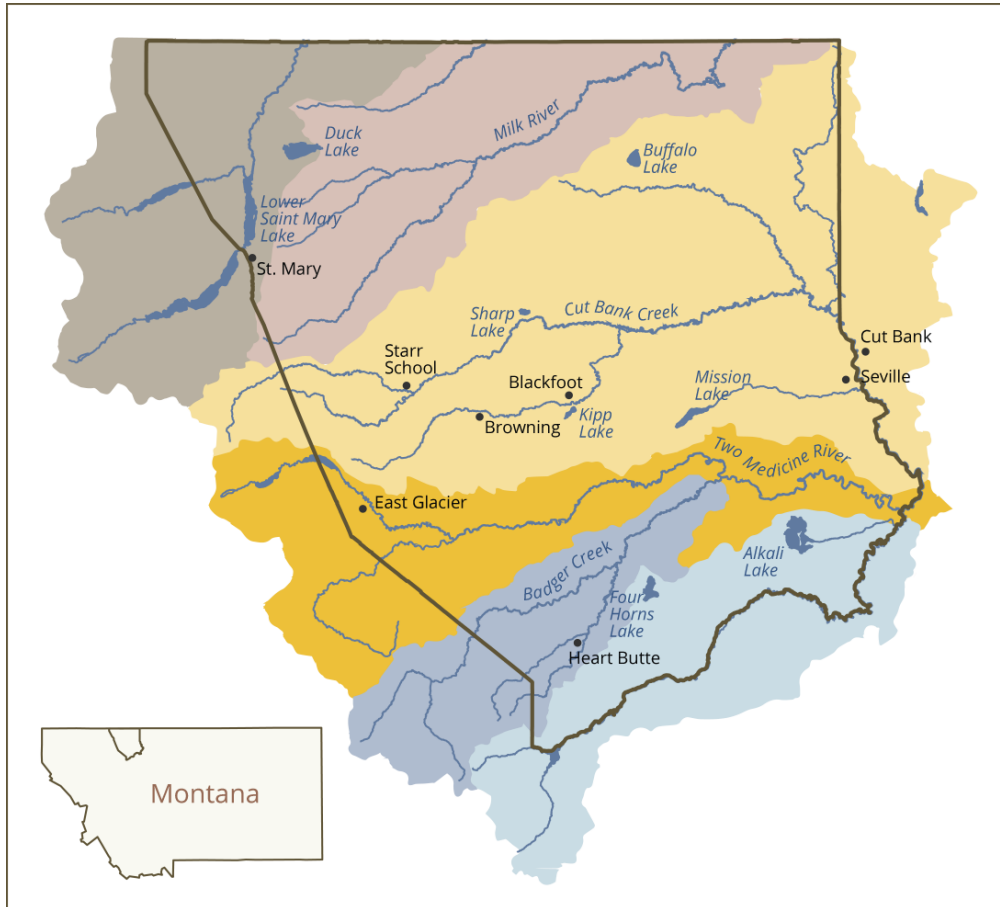 Milk River
Duck
Lake
Buffalo
Lake
Lower
Saint Mary
Lake
St. Mary
Sharp
Lake
Cut Bank Creek
Cut Bank
Starr
School
Blackfoot
Mission
Lake
Seville
Kipp
Lake
Browning
Two Medicine River
East Glacier
Alkali
Lake
Badger Creek
Four
Horns
Lake
Heart Butte
Montana